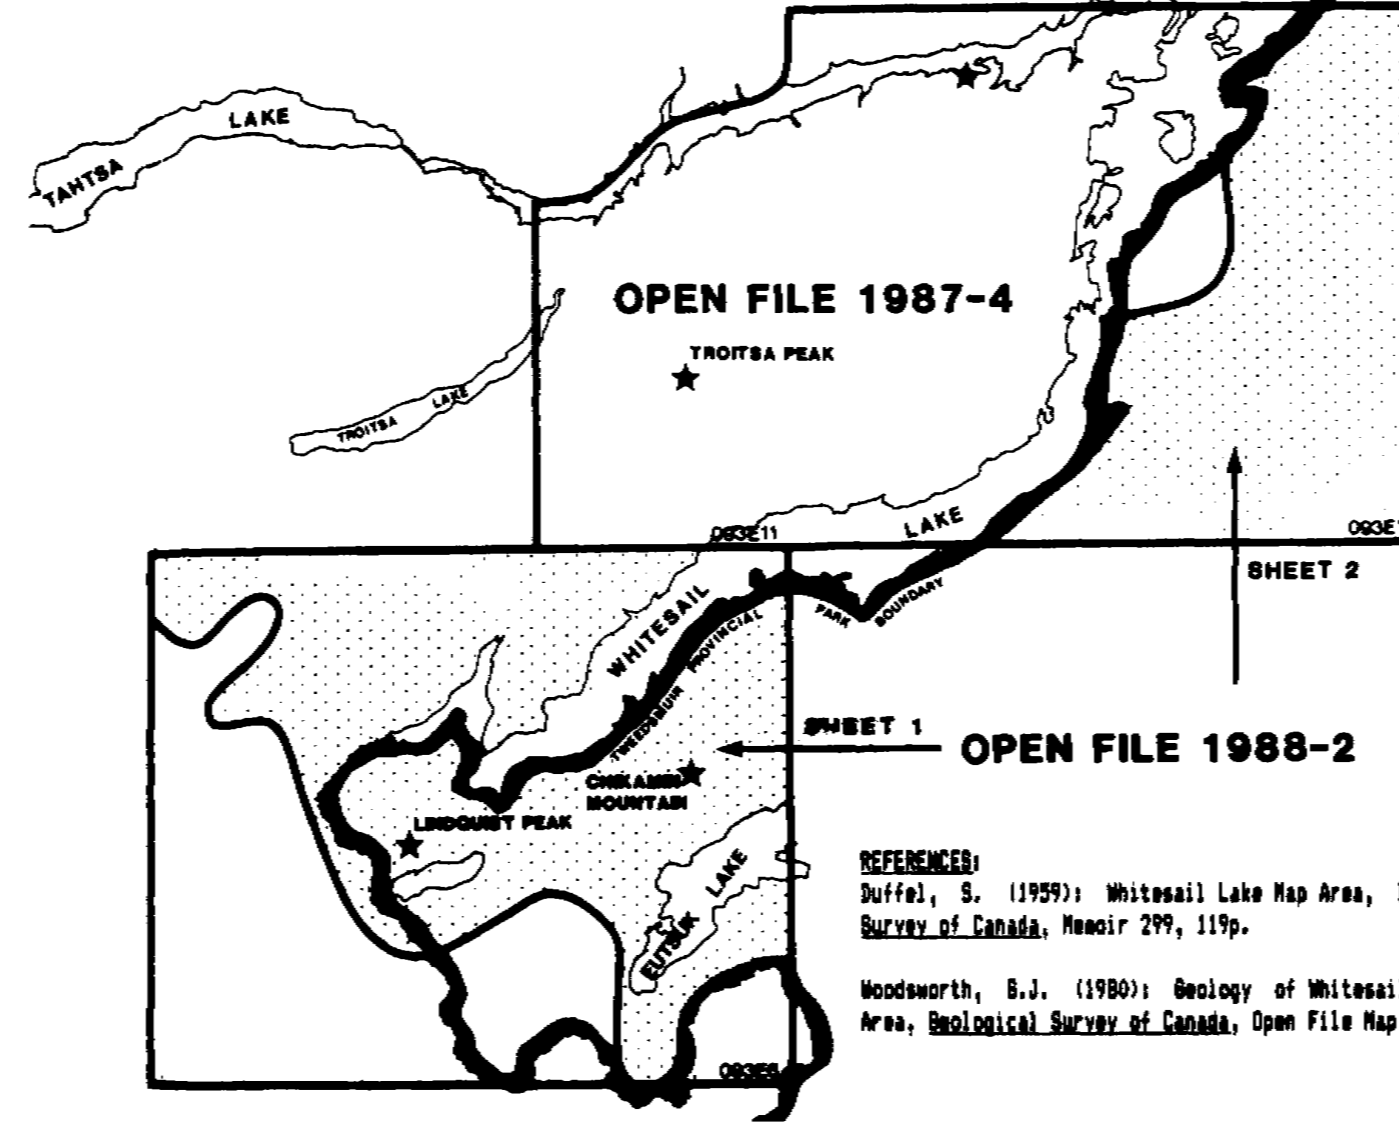 LAKE
TAHTSA
OPEN FILE 1987-4
TROITSA PEAK
TROITSA LAKE
LAKE
093E11
093E
SHEET 2
WHITESAIL
TWEEDSMUIR PROVINCIAL PARK BOUNDARY
SHEET 1
OPEN FILE 1988-2
CHIKAMIN
MOUNTAIN
LINDQUIST PEAK
EUTSUK LAKE
REFERENCES:
Duffel, S. (1959): Whitesail Lake Map Area,
Survey of Canada, Memoir 299, 119p.
Woodsworth, G.J. (1980): Geology of Whitesai
Area, Geological Survey of Canada, Open File Map
093E6